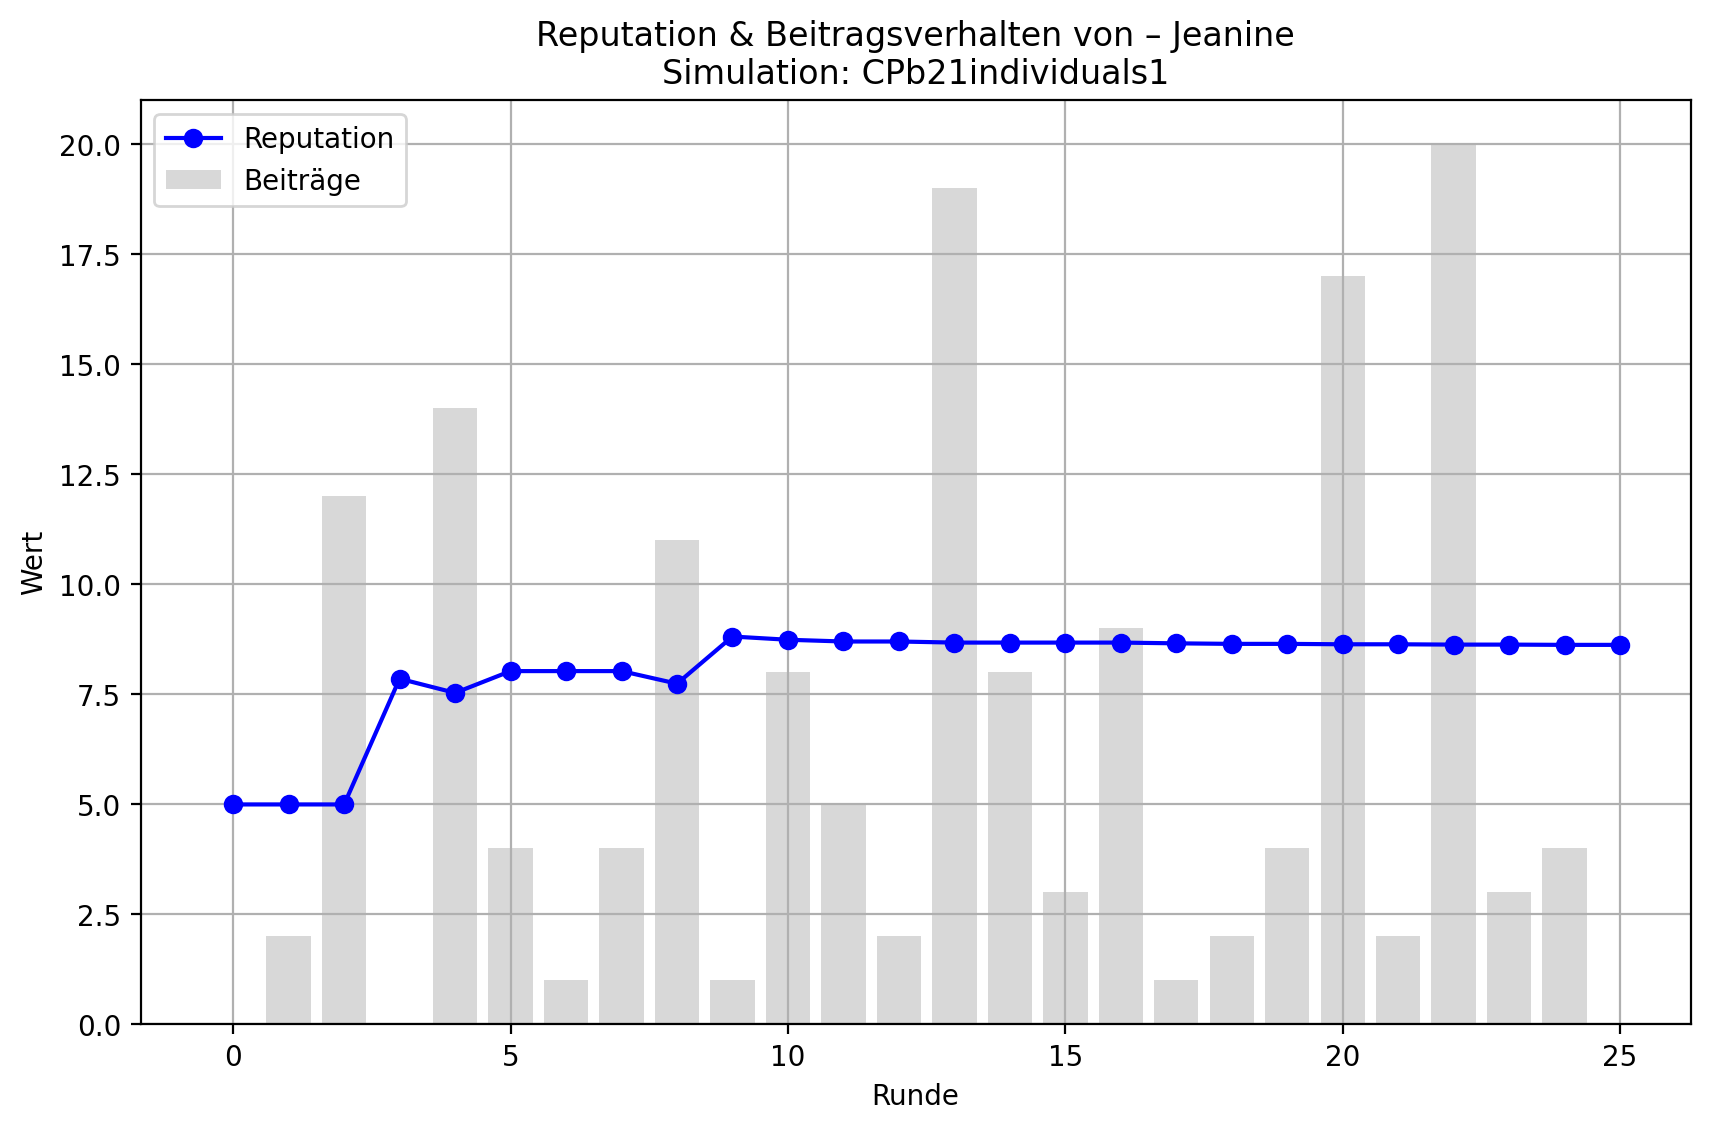 Reputation & Beitragsverhalten von – Jeanine
Simulation: CPb21individuals1
Reputation
Beiträge
20.0
17.5
15.0
12.5
10.0
7.5
5.0
2.5
0.0
Wert
0 5 10 15 20 25
Runde